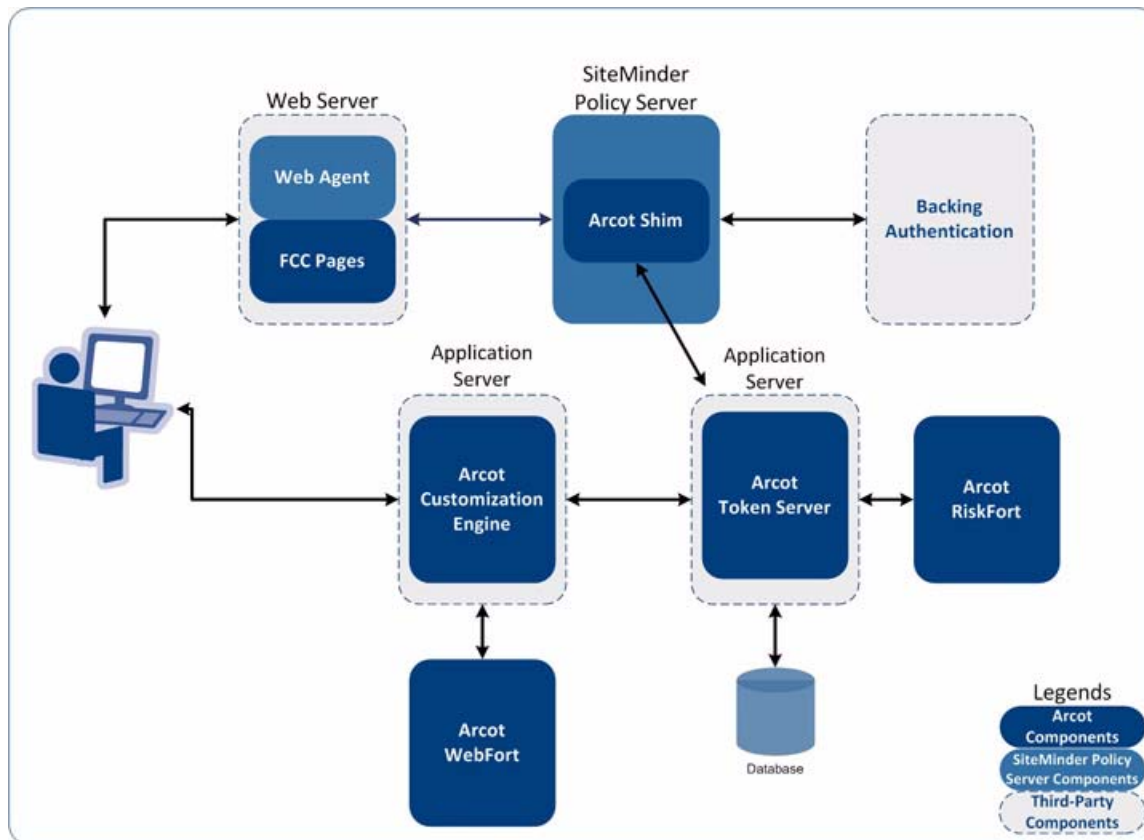 Web Server
SiteMinder
Policy Server
Web Agent
FCC Pages
Arcot Shim
Backing
Authentication
Application
Server
Application
Server
Arcot
Customization
Engine
Arcot
Token Server
Arcot
RiskFort
Arcot
WebFort
Database
Legends
Arcot
Components
SiteMinder Policy
Server Components
Third-Party
Components